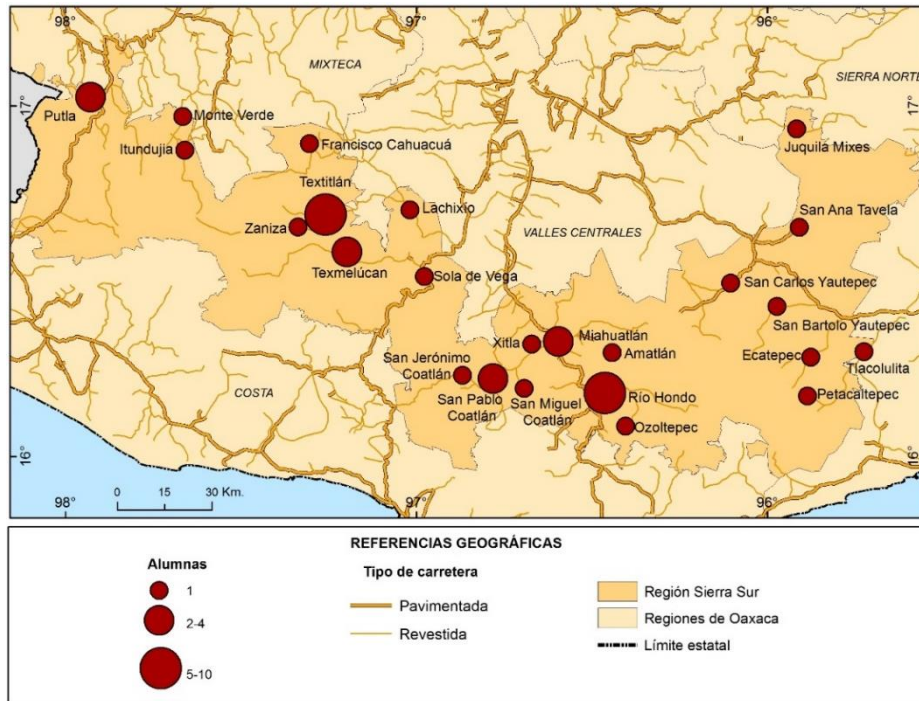 98°
97°
96°
MIXTECA
SIERRA NORTE
17°
17°
Putla
Monte Verde
Itundujia
Francisco Cahuacuá
Juquila Mixes
Textitlán
Lachixío
San Ana Tavela
Zaniza
VALLES CENTRALES
Texmelúcan
Sola de Vega
San Carlos Yautepec
San Bartolo Yautepec
Xitla
Miahuatlán
Amatlán
Ecatepec
Tlacolulita
San Jerónimo
Coatlán
San Pablo
Coatlán
San Miguel
Coatlán
Río Hondo
Petacaltepec
COSTA
Ozoltepec
16°
16°
0 15 30 Km.
98°
97°
96°
REFERENCIAS GEOGRÁFICAS
Alumnas
1
2-4
5-10
Tipo de carretera
Pavimentada
Revestida
Región Sierra Sur
Regiones de Oaxaca
Límite estatal